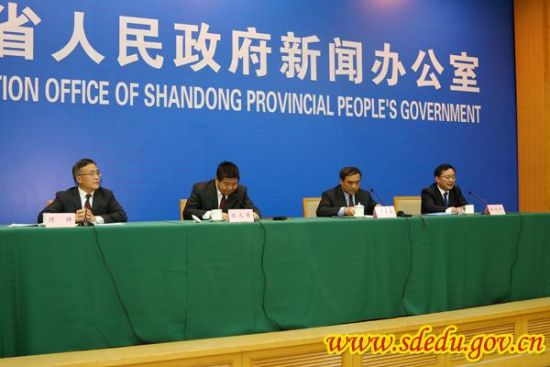 省人民政府新闻办公室
TION OFFICE OF SHANDONG PROVINCIAL PEOPLE'S GOVERNMENT
www.sdedu.gov.cn